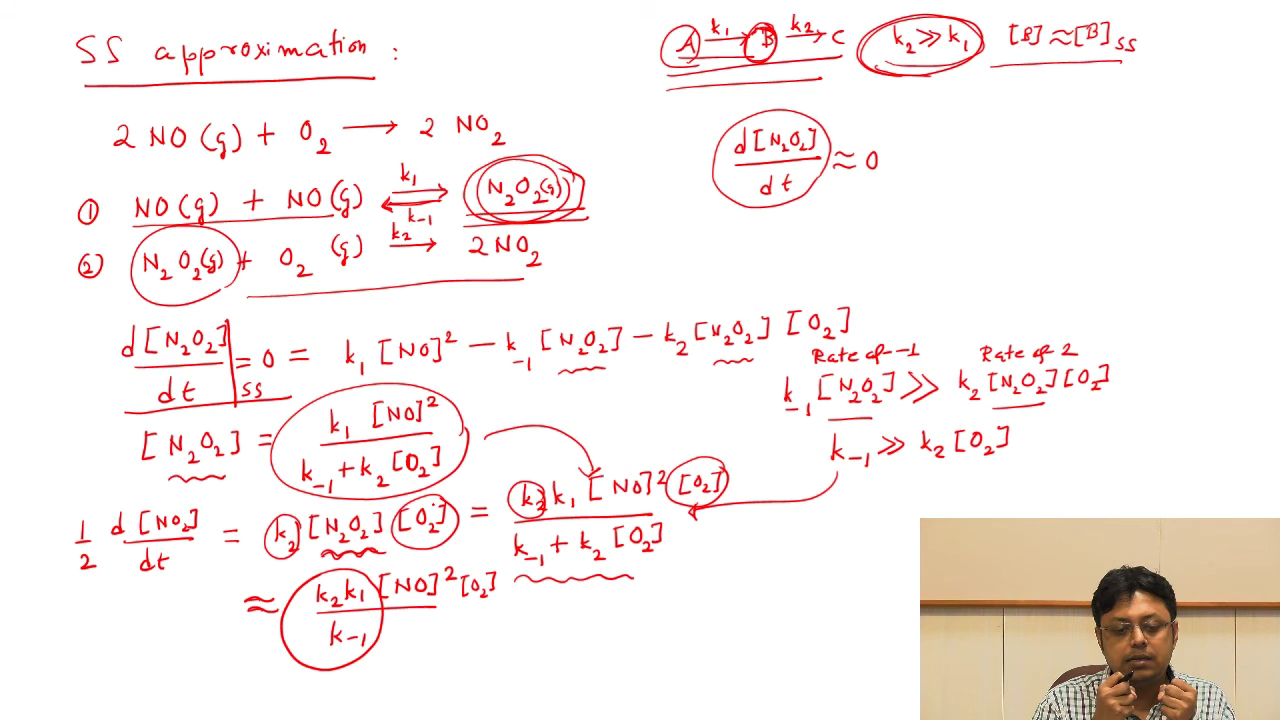 SS approximation :
A k₁→ B k₂→ C k₂ ≫ k₁ [B] ≈ [B]SS
2 NO(g) + O₂ ⟶ 2 NO₂
d[N₂O₂]/dt ≈ 0
① NO(g) + NO(g) k₁ ⇌ k₋₁ N₂O₂(g)
② N₂O₂(g) + O₂ (g) k₂→ 2NO₂
d[N₂O₂]/dt |SS = 0 = k₁[NO]² − k₋₁[N₂O₂] − k₂[N₂O₂] [O₂]
Rate of −1 Rate of 2
k₋₁[N₂O₂] ≫ k₂[N₂O₂][O₂]
[N₂O₂] = k₁ [NO]² / k₋₁ + k₂[O₂]
k₋₁ ≫ k₂[O₂]
1/2 d[NO₂]/dt = k₂ [N₂O₂] [O₂] = k₂k₁[NO]²[O₂] / k₋₁ + k₂[O₂]
≈ k₂k₁[NO]²[O₂] / k₋₁